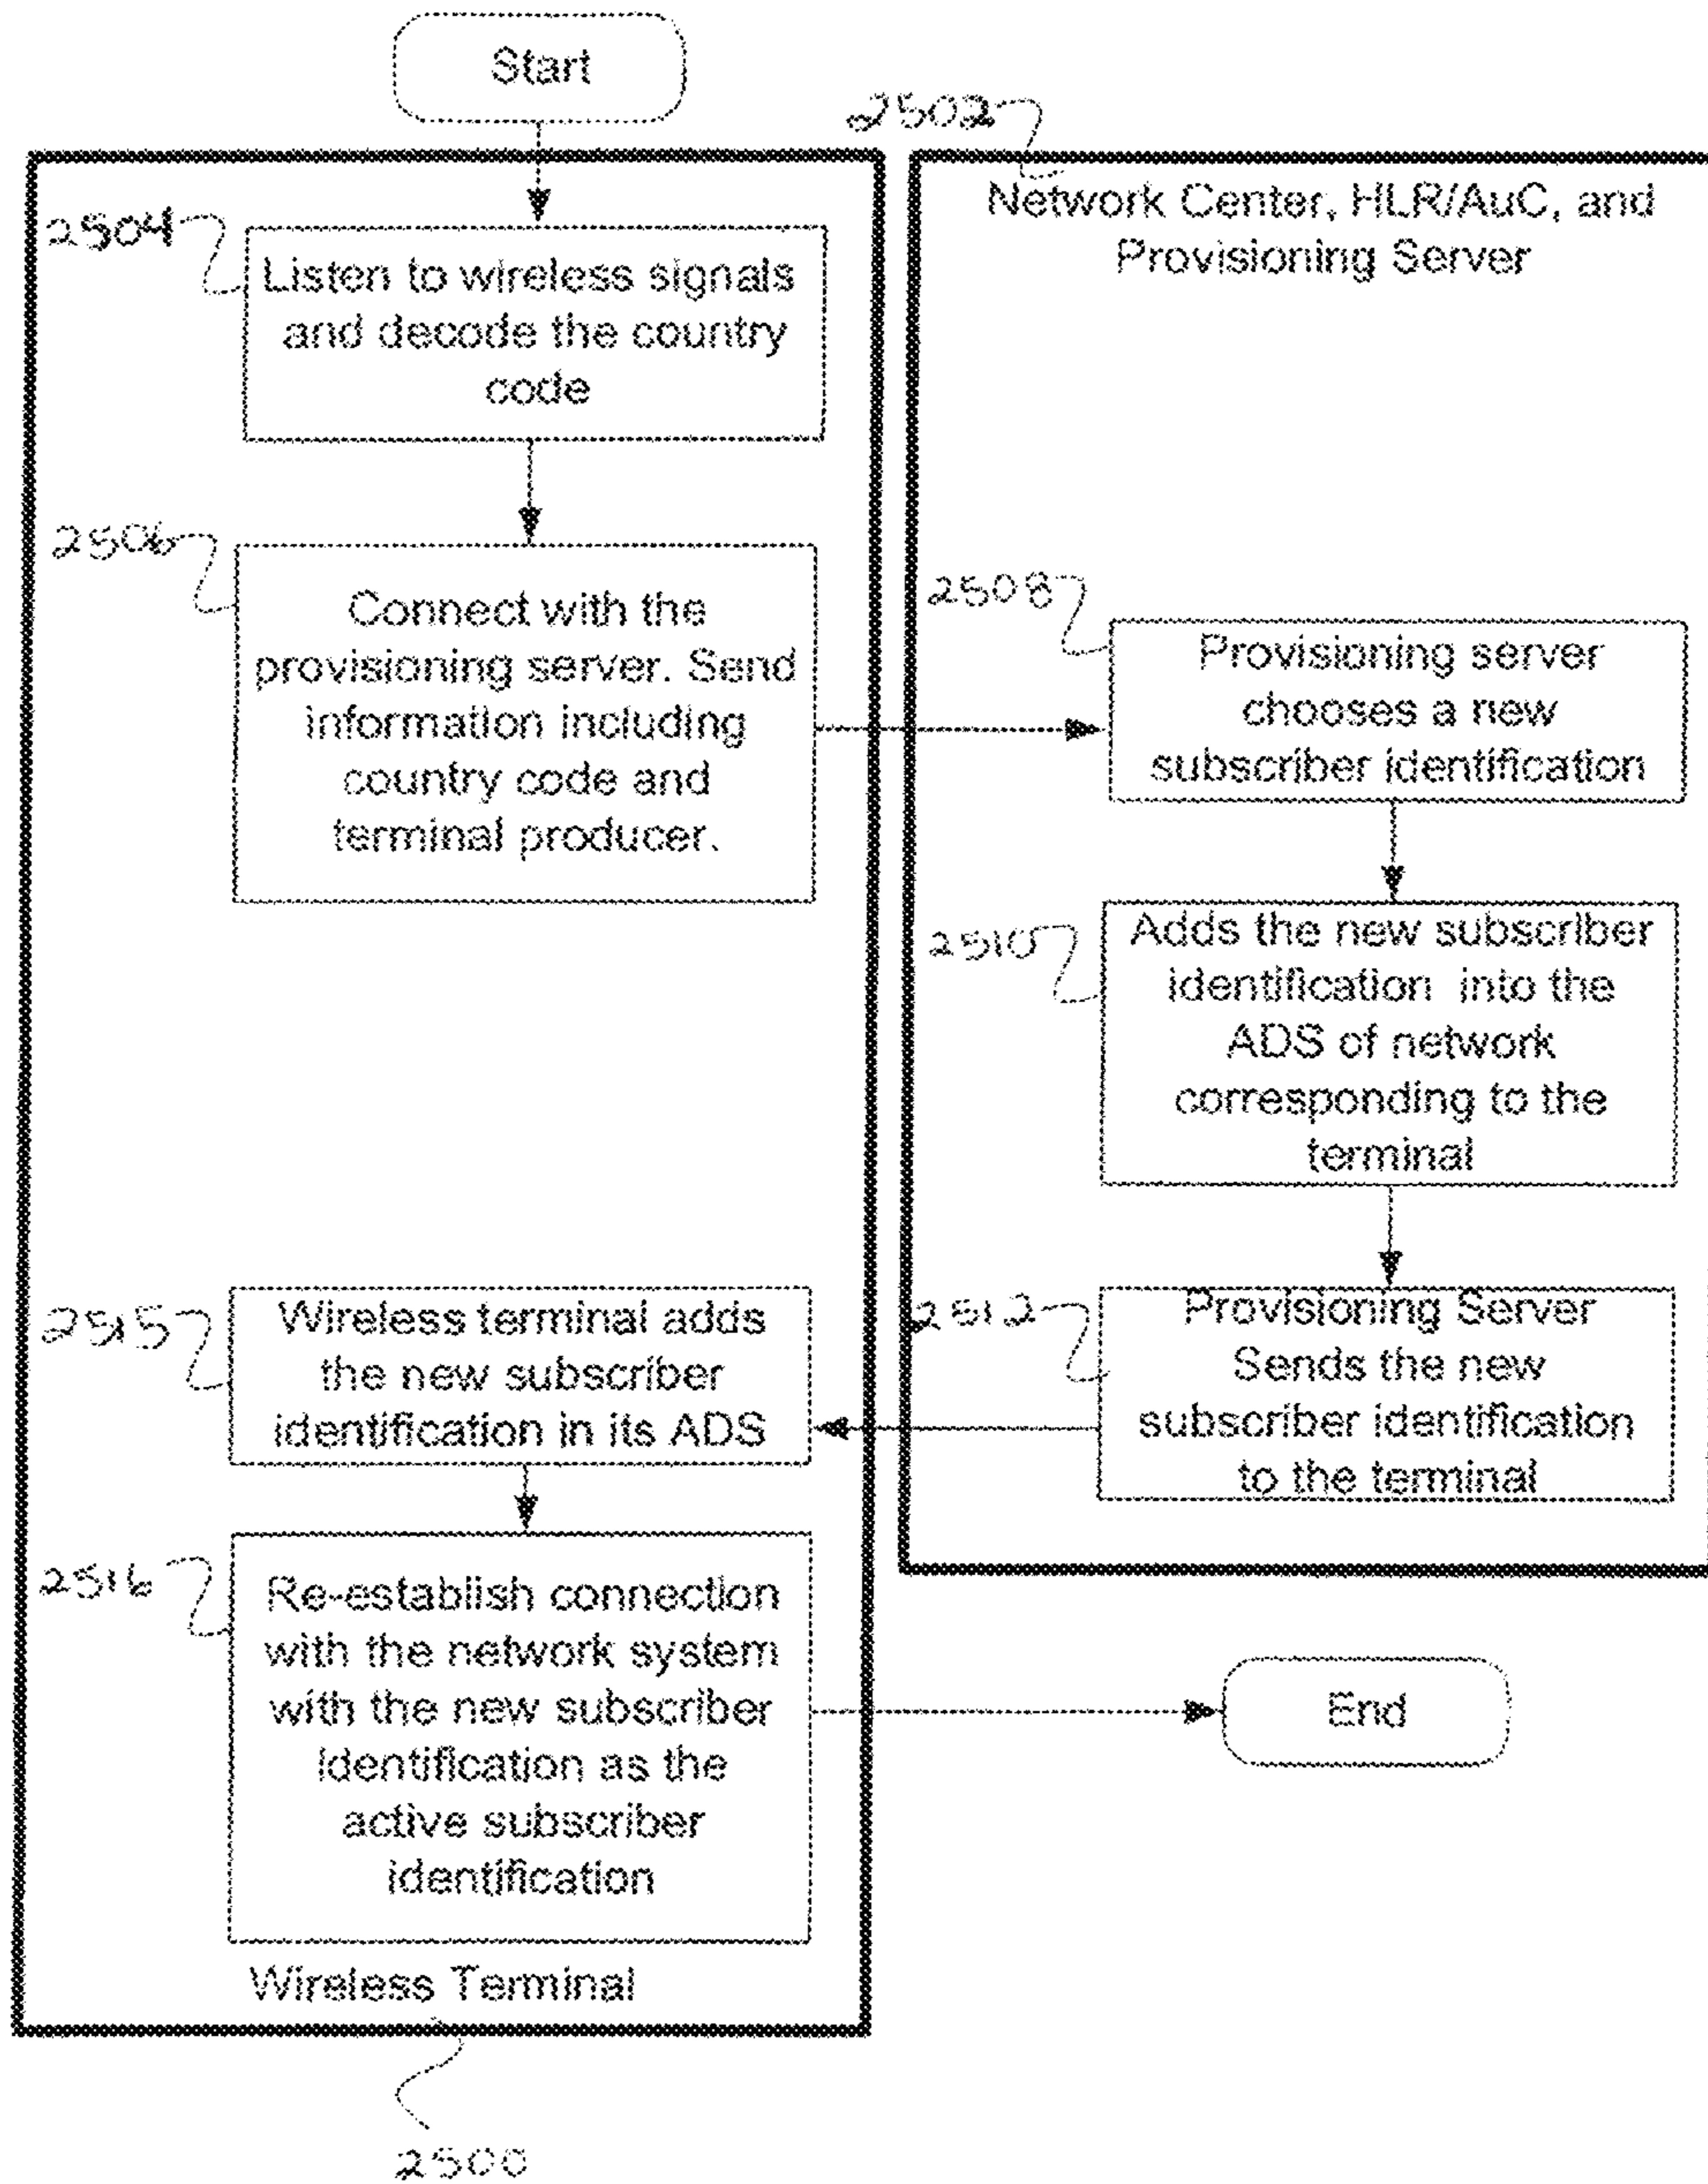 Start
2502
Network Center, HLR/AuC, and
Provisioning Server
2504
Listen to wireless signals
and decode the country
code
2506
Connect with the
provisioning server. Send
information including
country code and
terminal producer.
2508
Provisioning server
chooses a new
subscriber identification
2510
Adds the new subscriber
identification into the
ADS of network
corresponding to the
terminal
2512
Provisioning Server
Sends the new
subscriber identification
to the terminal
2515
Wireless terminal adds
the new subscriber
identification in its ADS
2516
Re-establish connection
with the network system
with the new subscriber
identification as the
active subscriber
identification
End
Wireless Terminal
2500